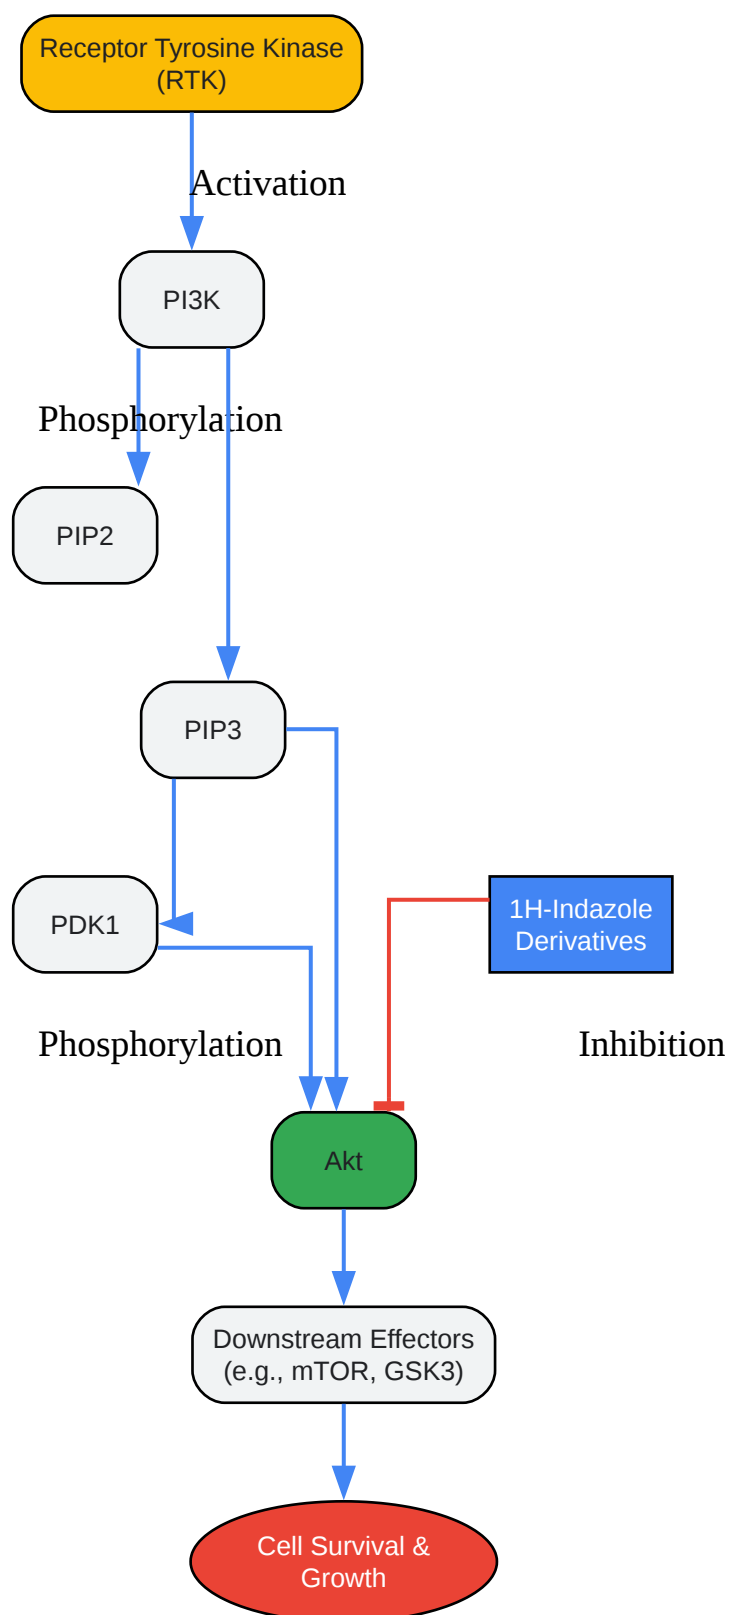 Receptor Tyrosine Kinase
(RTK)
Activation
PI3K
Phosphorylation
PIP2
PIP3
PDK1
1H-Indazole
Derivatives
Phosphorylation
Inhibition
Akt
Downstream Effectors
(e.g., mTOR, GSK3)
Cell Survival &
Growth